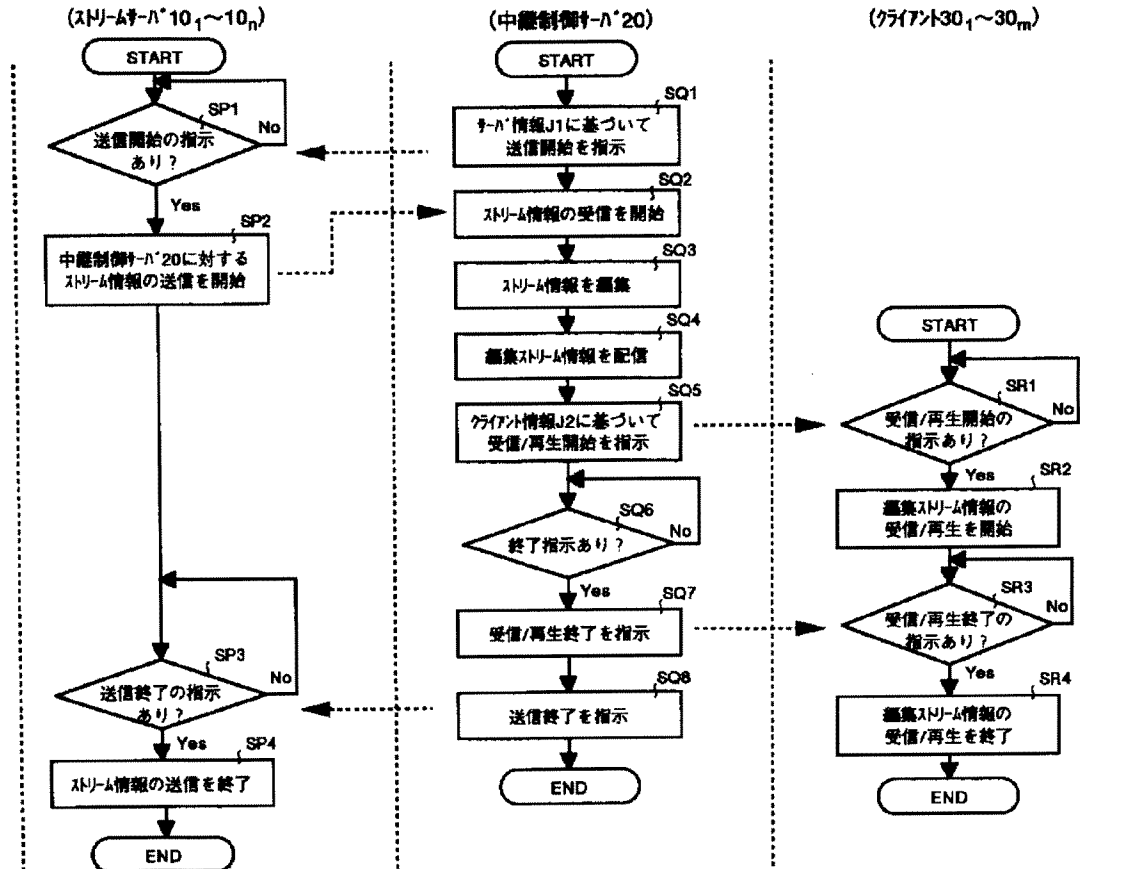 (ｽﾄﾘｰﾑｻｰﾊﾞ10₁～10ₙ)
START
SP1
送信開始の指示
あり？
No
Yes
SP2
中継制御ｻｰﾊﾞ20に対する
ｽﾄﾘｰﾑ情報の送信を開始
SP3
送信終了の指示
あり？
No
Yes
SP4
ｽﾄﾘｰﾑ情報の送信を終了
END
(中継制御ｻｰﾊﾞ20)
START
SQ1
ｻｰﾊﾞ情報J1に基づいて
送信開始を指示
SQ2
ｽﾄﾘｰﾑ情報の受信を開始
SQ3
ｽﾄﾘｰﾑ情報を編集
SQ4
編集ｽﾄﾘｰﾑ情報を配信
SQ5
ｸﾗｲｱﾝﾄ情報J2に基づいて
受信/再生開始を指示
SQ6
終了指示あり？
No
Yes
SQ7
受信/再生終了を指示
SQ8
送信終了を指示
END
(ｸﾗｲｱﾝﾄ30₁～30ₘ)
START
SR1
受信/再生開始の
指示あり？
No
Yes
SR2
編集ｽﾄﾘｰﾑ情報の
受信/再生を開始
SR3
受信/再生終了の
指示あり？
No
Yes
SR4
編集ｽﾄﾘｰﾑ情報の
受信/再生を終了
END